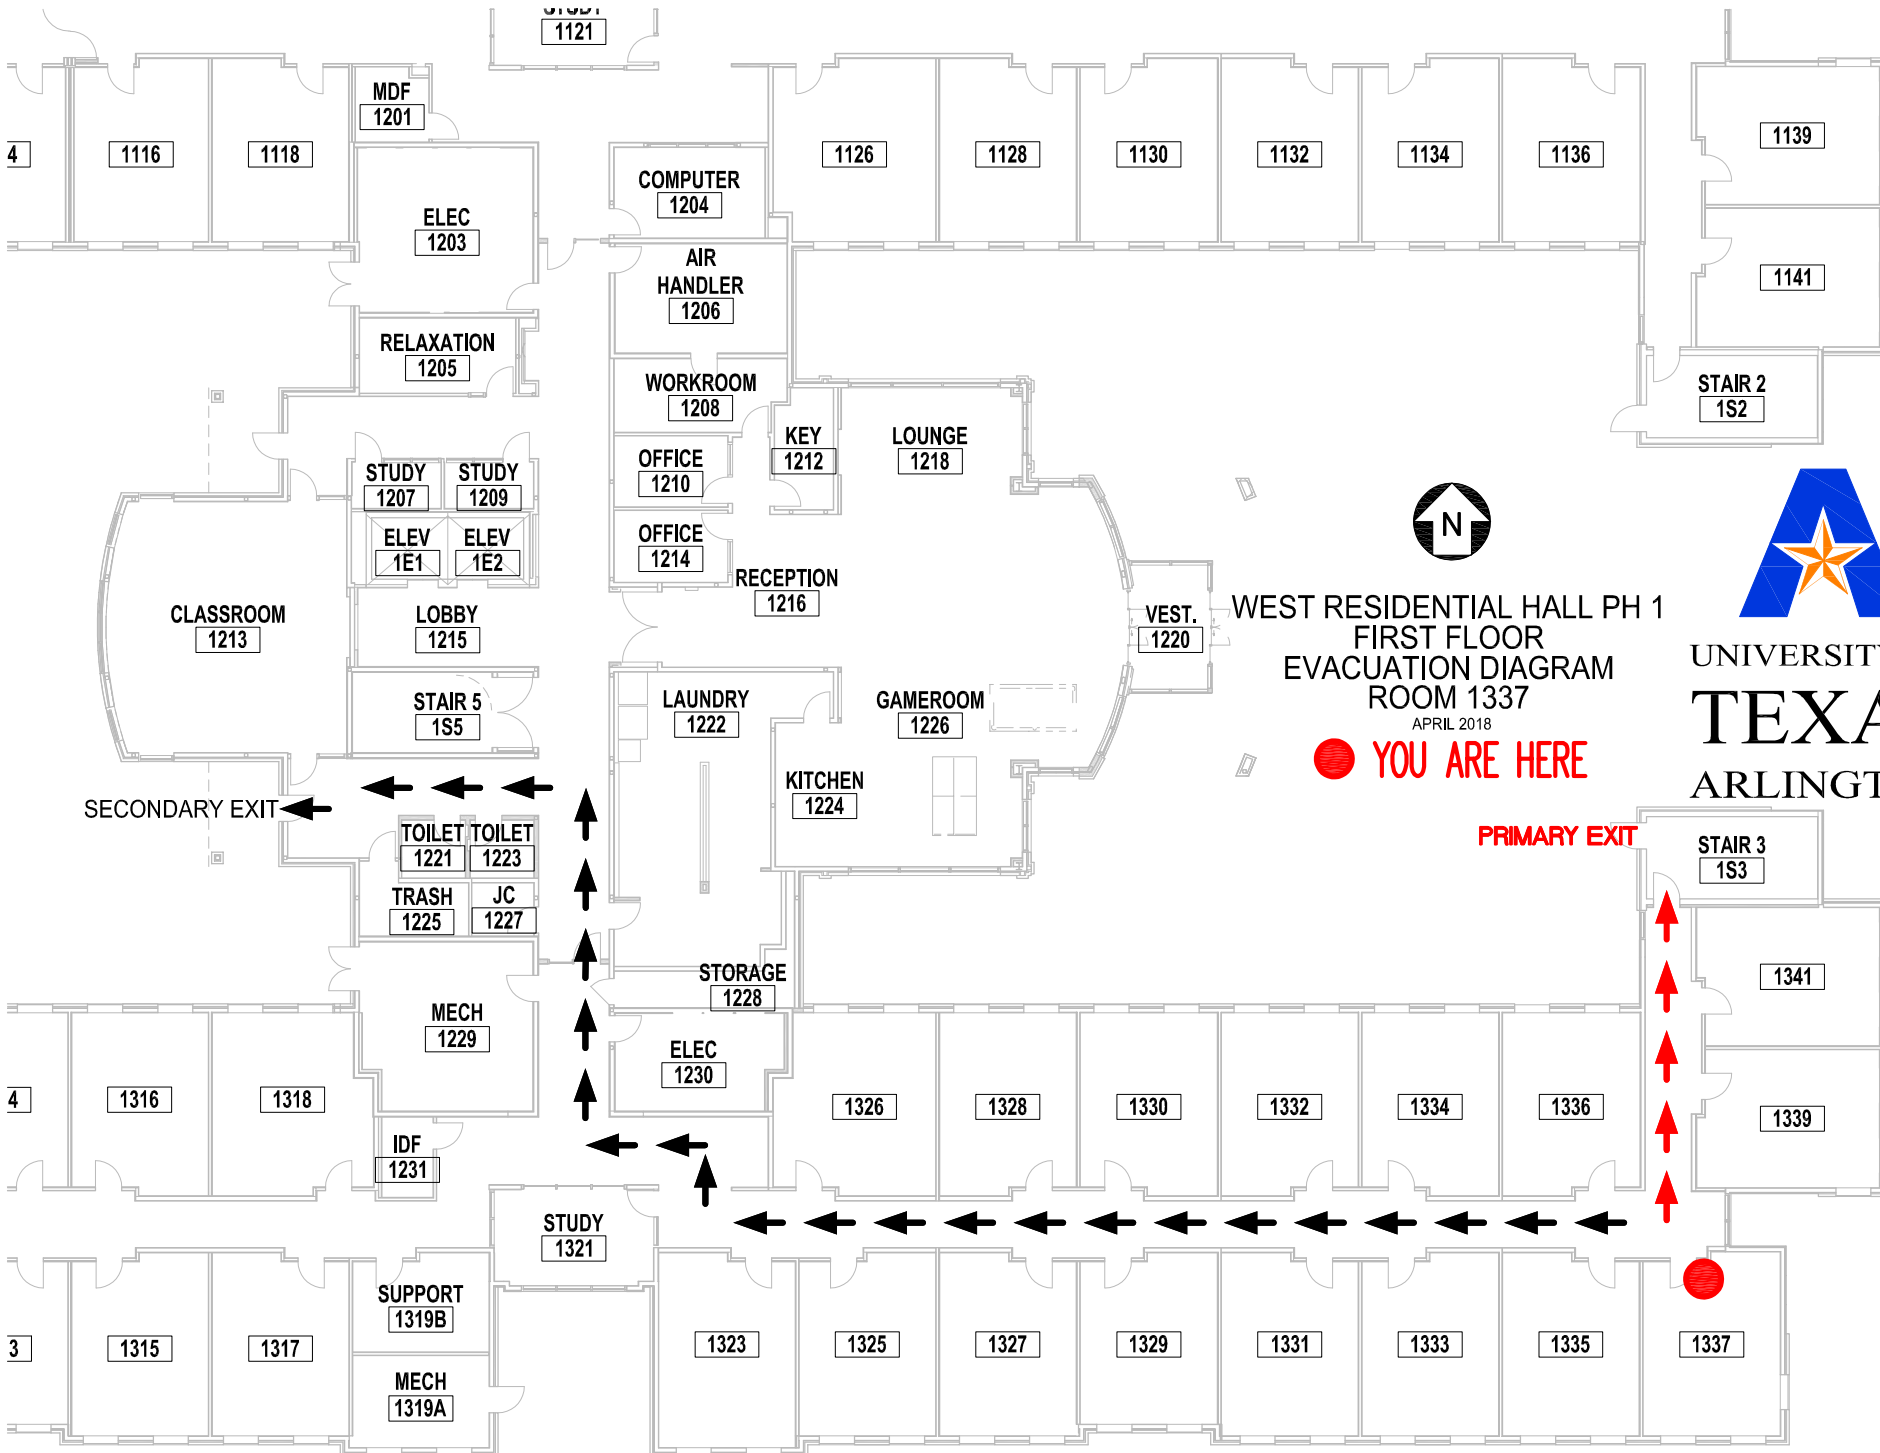 STUDY
1121
MDF
1201
4
1116
1118
1126
1128
1130
1132
1134
1136
1139
COMPUTER
1204
ELEC
1203
AIR
HANDLER
1206
1141
RELAXATION
1205
WORKROOM
1208
STAIR 2
1S2
KEY
1212
LOUNGE
1218
OFFICE
1210
STUDY
1207
STUDY
1209
OFFICE
1214
ELEV
1E1
ELEV
1E2
N
RECEPTION
1216
CLASSROOM
1213
LOBBY
1215
VEST.
1220
WEST RESIDENTIAL HALL PH 1
FIRST FLOOR
EVACUATION DIAGRAM
ROOM 1337
APRIL 2018
YOU ARE HERE
UNIVERSITY
TEXA
ARLINGT
STAIR 5
1S5
LAUNDRY
1222
GAMEROOM
1226
KITCHEN
1224
SECONDARY EXIT
PRIMARY EXIT
TOILET
1221
TOILET
1223
STAIR 3
1S3
TRASH
1225
JC
1227
STORAGE
1228
1341
MECH
1229
ELEC
1230
4
1316
1318
1326
1328
1330
1332
1334
1336
1339
IDF
1231
STUDY
1321
SUPPORT
1319B
3
1315
1317
1323
1325
1327
1329
1331
1333
1335
1337
MECH
1319A